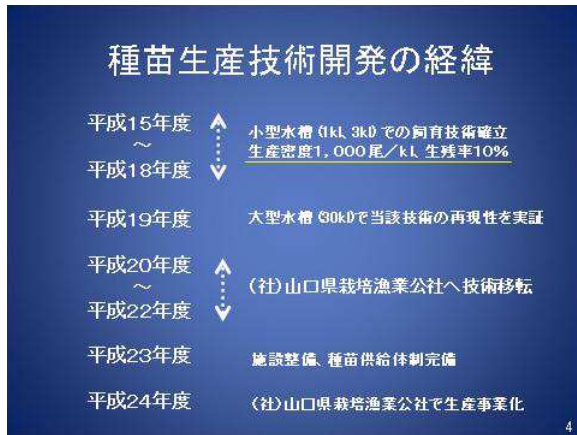 種苗生産技術開発の経緯
平成15年度
～
平成18年度
小型水槽(1kl、3kl)での飼育技術確立
生産密度1,000尾／kl、生残率10%
平成19年度
大型水槽(30kl)で当該技術の再現性を実証
平成20年度
～
平成22年度
(社)山口県栽培漁業公社へ技術移転
平成23年度
施設整備、種苗供給体制完備
平成24年度
(社)山口県栽培漁業公社で生産事業化
4